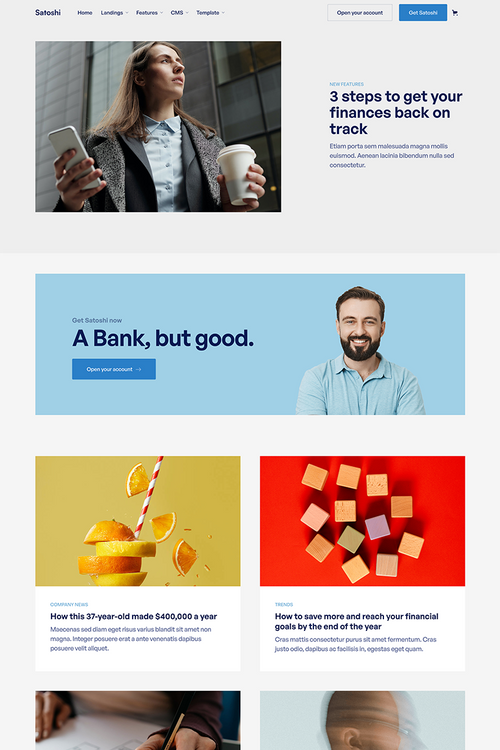 Satoshi
Home Landings Features CMS Template
Open your account
Get Satoshi
NEW FEATURES
3 steps to get your
finances back on
track
Etiam porta sem malesuada magna mollis
euismod. Aenean lacinia bibendum nulla sed
consectetur.
Get Satoshi now
A Bank, but good.
Open your account →
COMPANY NEWS
How this 37-year-old made $400,000 a year
Maecenas sed diam eget risus varius blandit sit amet non
magna. Integer posuere erat a ante venenatis dapibus
posuere velit aliquet.
TRENDS
How to save more and reach your financial
goals by the end of the year
Cras mattis consectetur purus sit amet fermentum. Cras
justo odio, dapibus ac facilisis in, egestas eget quam.